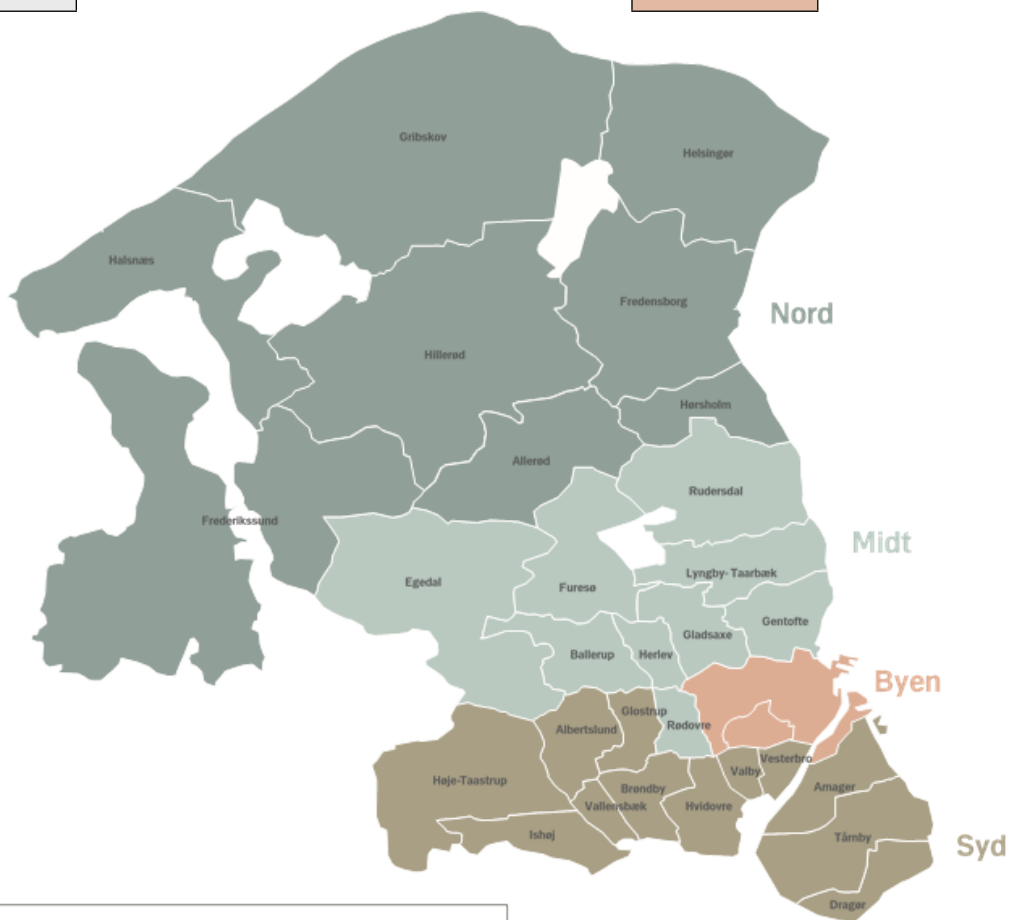 Gribskov
Helsingør
Halsnæs
Fredensborg
Nord
Hillerød
Hørsholm
Allerød
Rudersdal
Frederikssund
Midt
Lyngby- Taarbæk
Egedal
Furesø
Gentofte
Gladsaxe
Ballerup
Herlev
Byen
Glostrup
Rødovre
Albertslund
Vesterbro
Valby
Høje-Taastrup
Brøndby
Amager
Vallensbæk
Hvidovre
Ishøj
Tårnby
Syd
Dragør